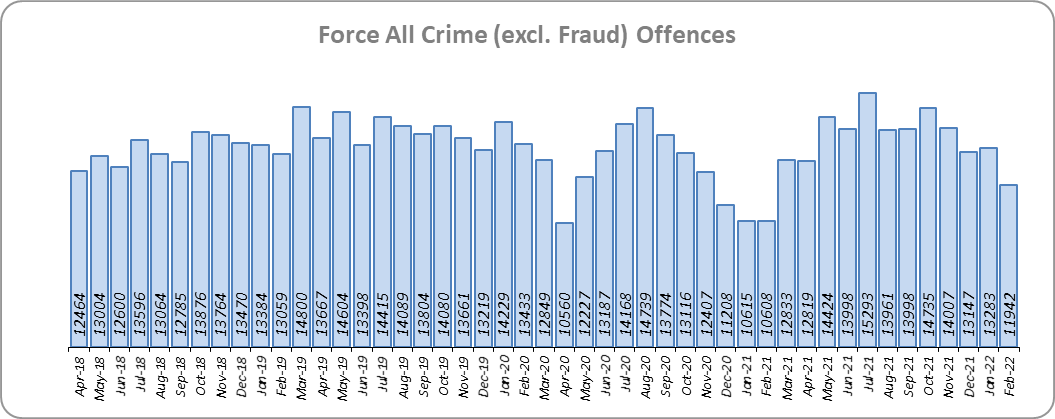 Force All Crime (excl. Fraud) Offences
12464
13004
12600
13596
13064
12785
13876
13764
13470
13384
13059
14800
13667
14604
13398
14415
14089
13804
14080
13661
13219
14229
13433
12849
10560
12227
13187
14168
14739
13774
13116
12407
11208
10615
10608
12833
12819
14424
13998
15293
13961
13998
14735
14007
13147
13283
11942
Apr-18
May-18
Jun-18
Jul-18
Aug-18
Sep-18
Oct-18
Nov-18
Dec-18
Jan-19
Feb-19
Mar-19
Apr-19
May-19
Jun-19
Jul-19
Aug-19
Sep-19
Oct-19
Nov-19
Dec-19
Jan-20
Feb-20
Mar-20
Apr-20
May-20
Jun-20
Jul-20
Aug-20
Sep-20
Oct-20
Nov-20
Dec-20
Jan-21
Feb-21
Mar-21
Apr-21
May-21
Jun-21
Jul-21
Aug-21
Sep-21
Oct-21
Nov-21
Dec-21
Jan-22
Feb-22